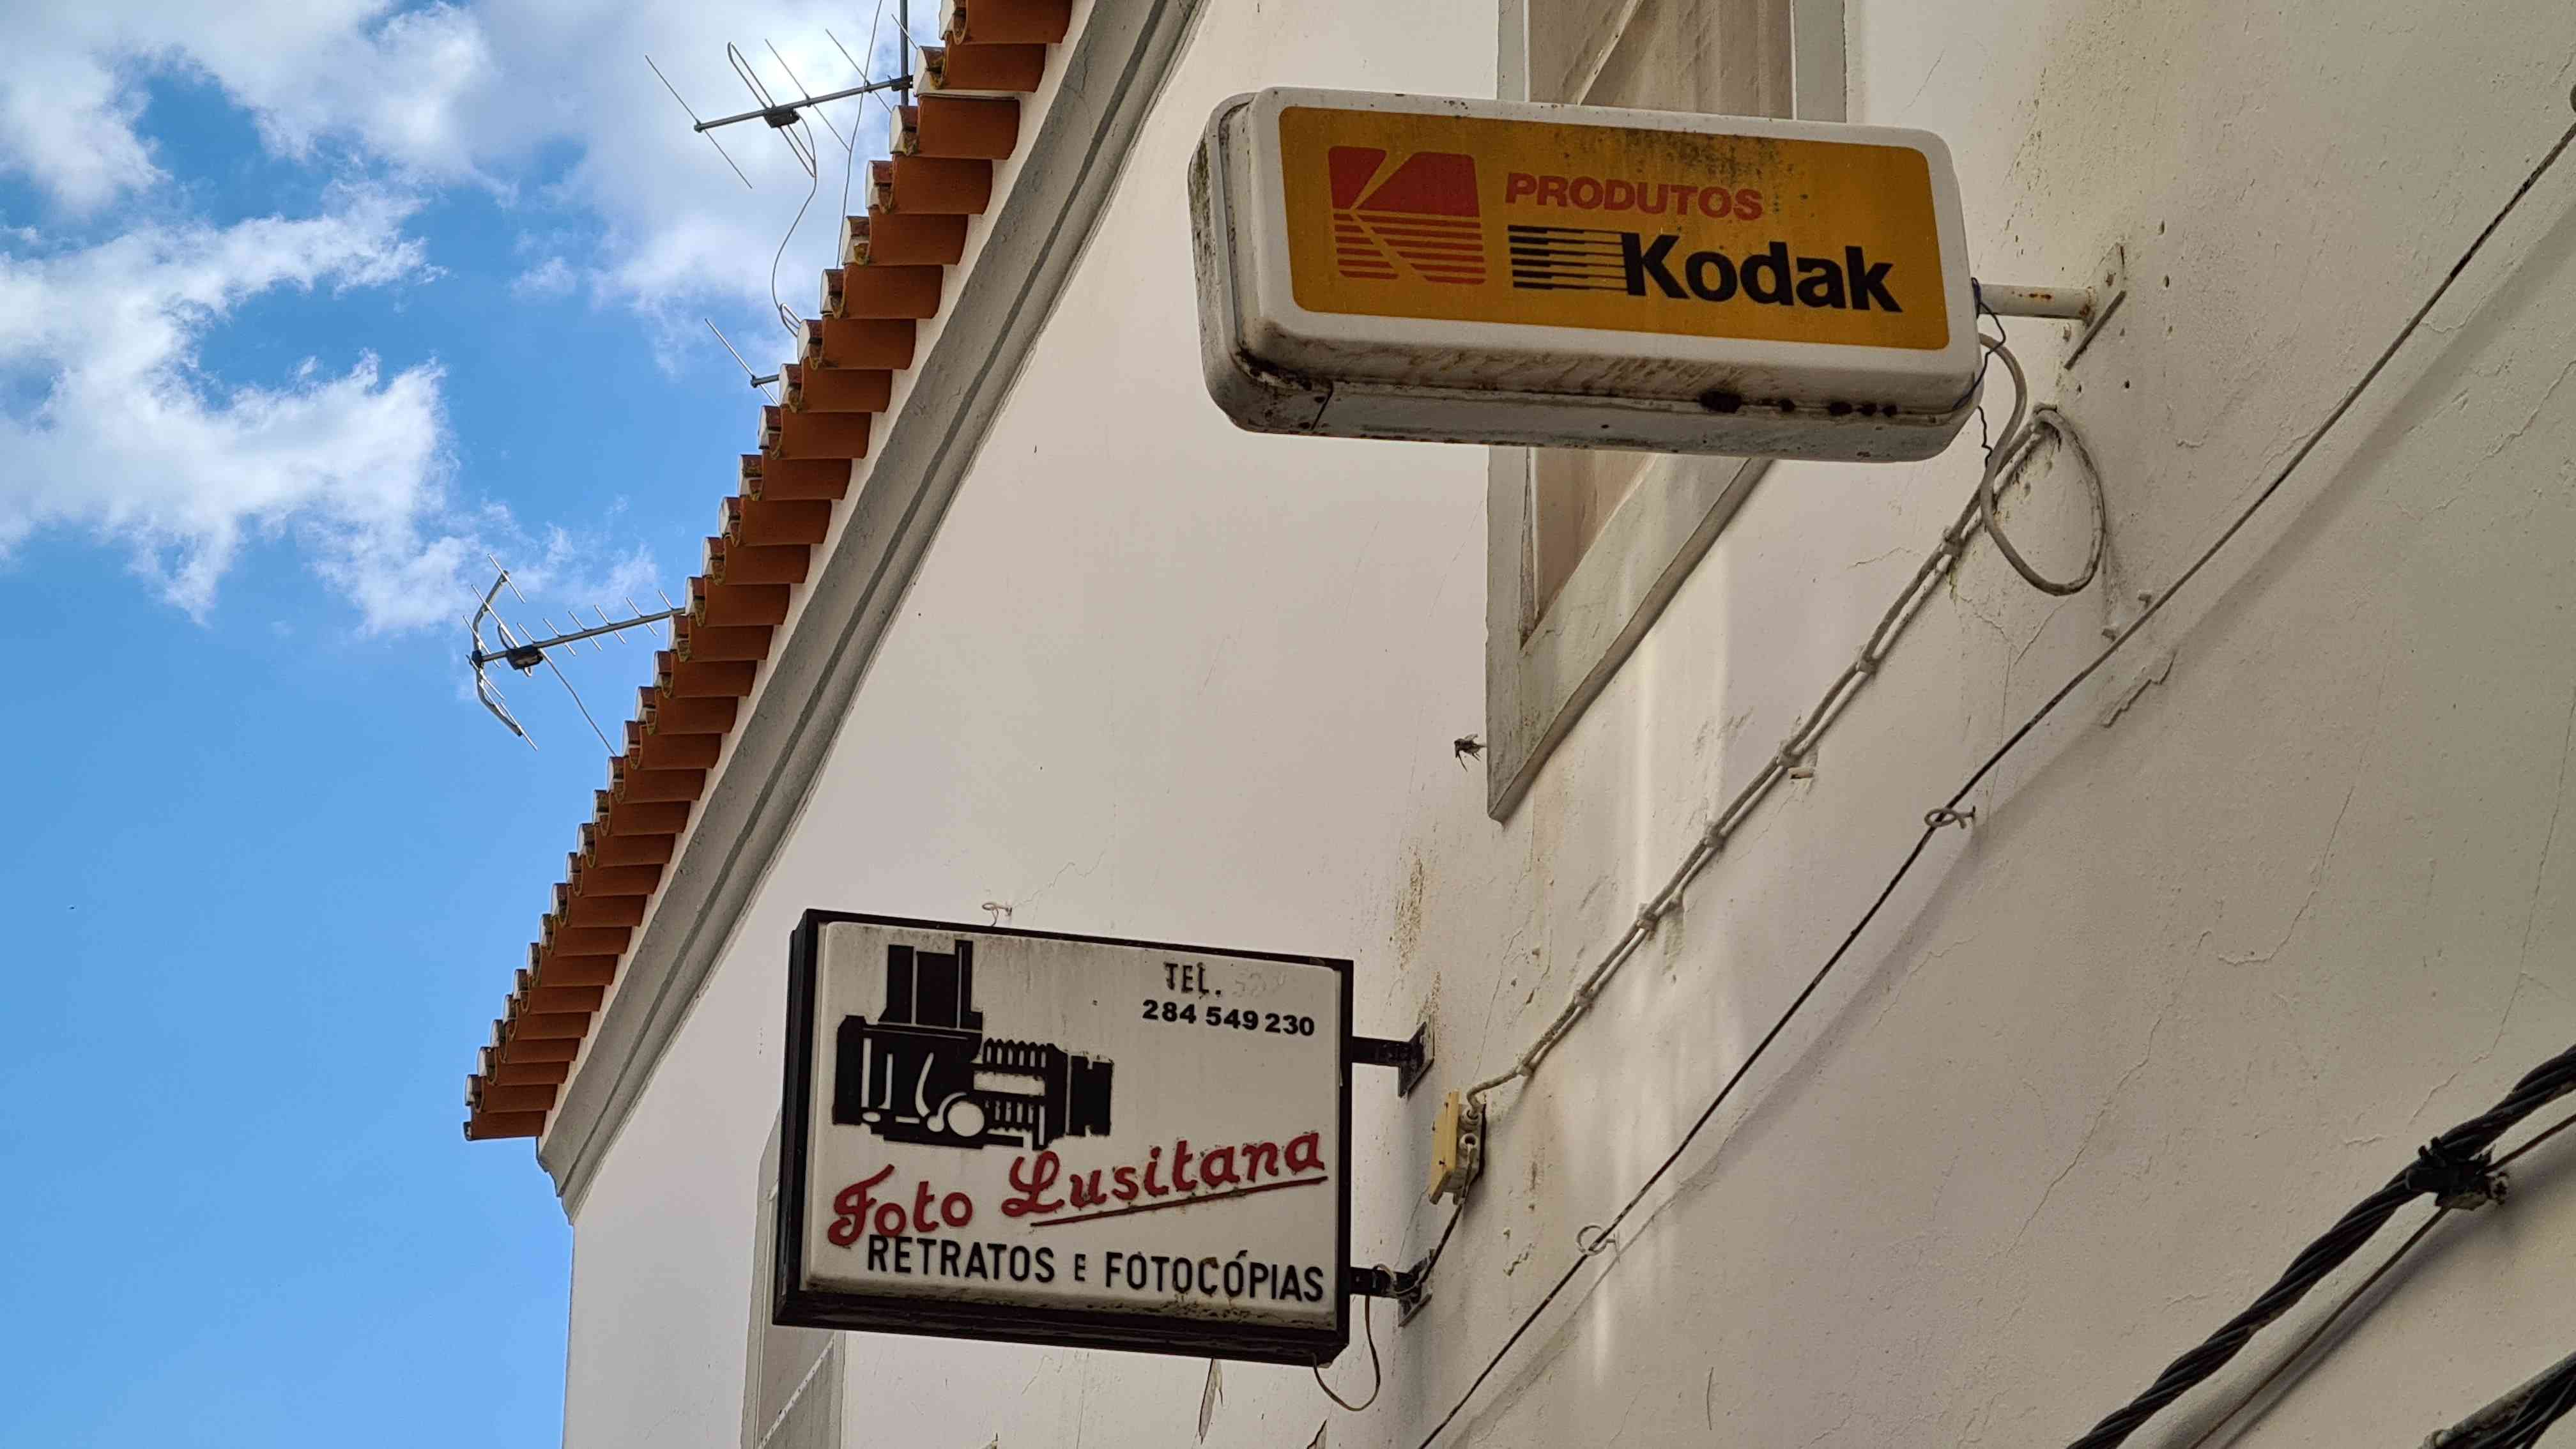 PRODUTOS
Kodak
TEL.
284 549 230
Foto Lusitana
RETRATOS E FOTOCÓPIAS